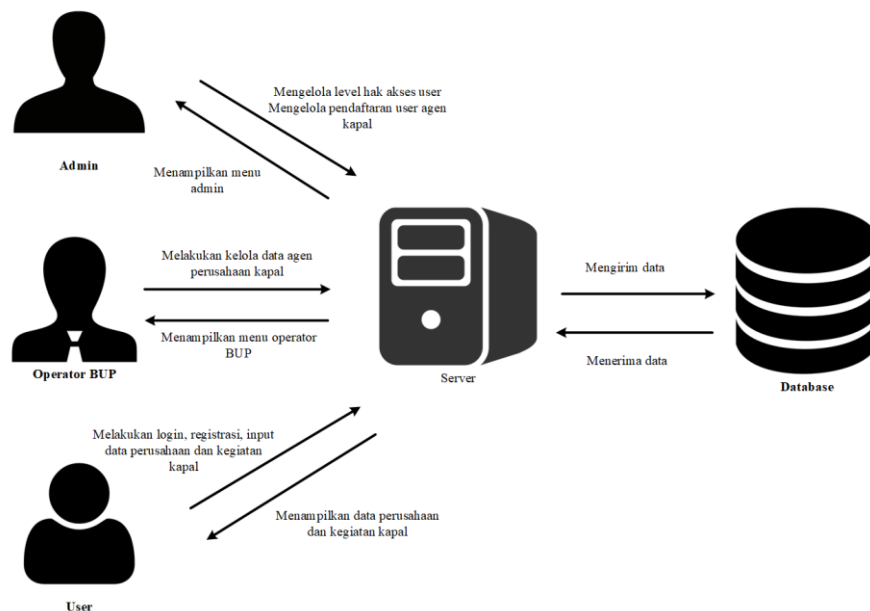 Mengelola level hak akses user
Mengelola pendaftaran user agen
kapal
Admin
Menampilkan menu
admin
Melakukan kelola data agen
perusahaan kapal
Menampilkan menu operator
BUP
Operator BUP
Server
Mengirim data
Menerima data
Database
Melakukan login, registrasi, input
data perusahaan dan kegiatan
kapal
Menampilkan data perusahaan
dan kegiatan kapal
User